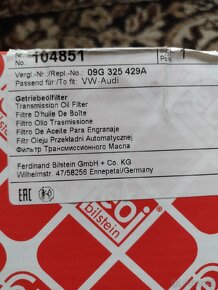 No. 104851 Pcs 1
Vergl-Nr./Repl.-No.: 09G 325 429A
Passend für/To fit: VW-Audi
Getriebeölfilter
Transmission Oil Filter
Filtre D'huile De Boîte
Filtro Olio Trasmissione
Filtro De Aceite Para Engranaje
Filtr Oleju Przekładni Automatycznej
Фильтр Трансмиссионного Масла
Ferdinand Bilstein GmbH + Co. KG
Wilhelmstr. 47/58256 Ennepetal/Germany
EAC
bilstein